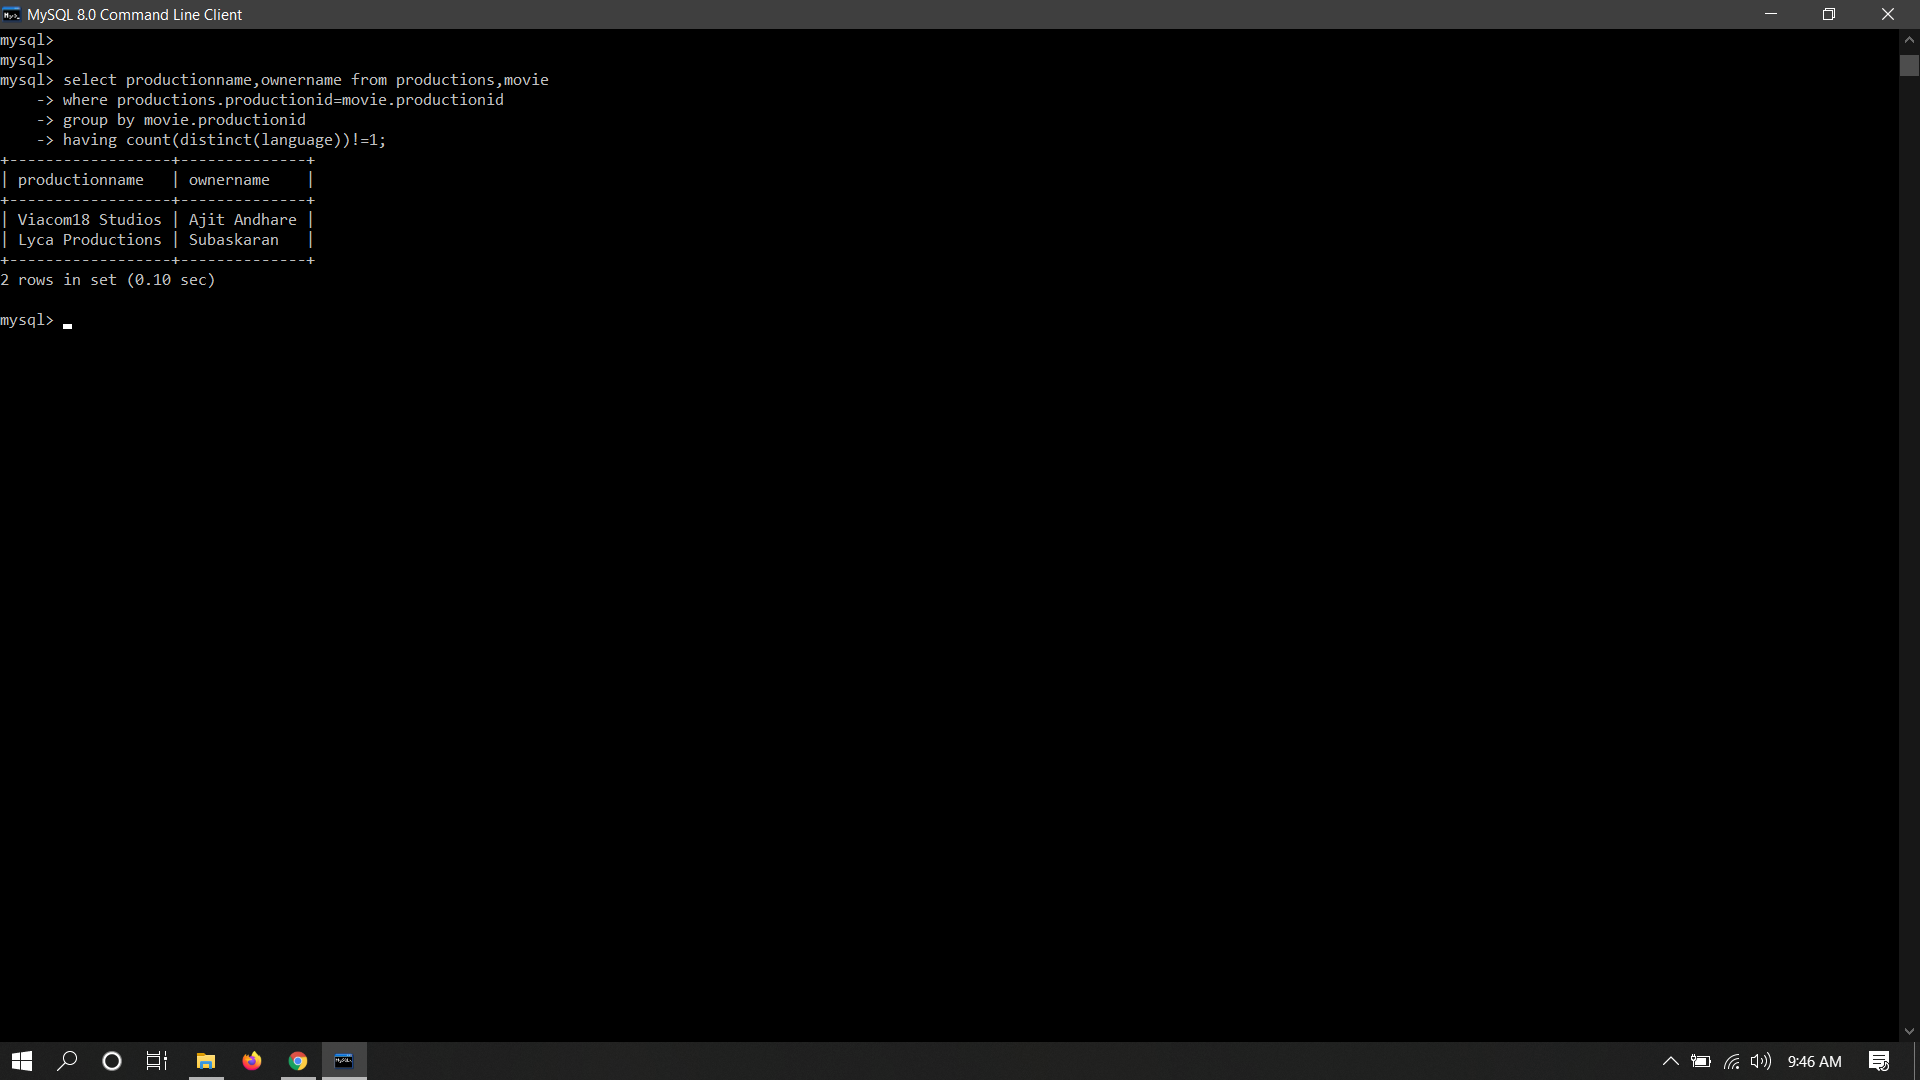 MySQL 8.0 Command Line Client
mysql>
mysql>
mysql> select productionname,ownername from productions,movie
    -> where productions.productionid=movie.productionid
    -> group by movie.productionid
    -> having count(distinct(language))!=1;
+------------------+--------------+
| productionname   | ownername    |
+------------------+--------------+
| Viacom18 Studios | Ajit Andhare |
| Lyca Productions | Subaskaran   |
+------------------+--------------+
2 rows in set (0.10 sec)
mysql>
9:46 AM